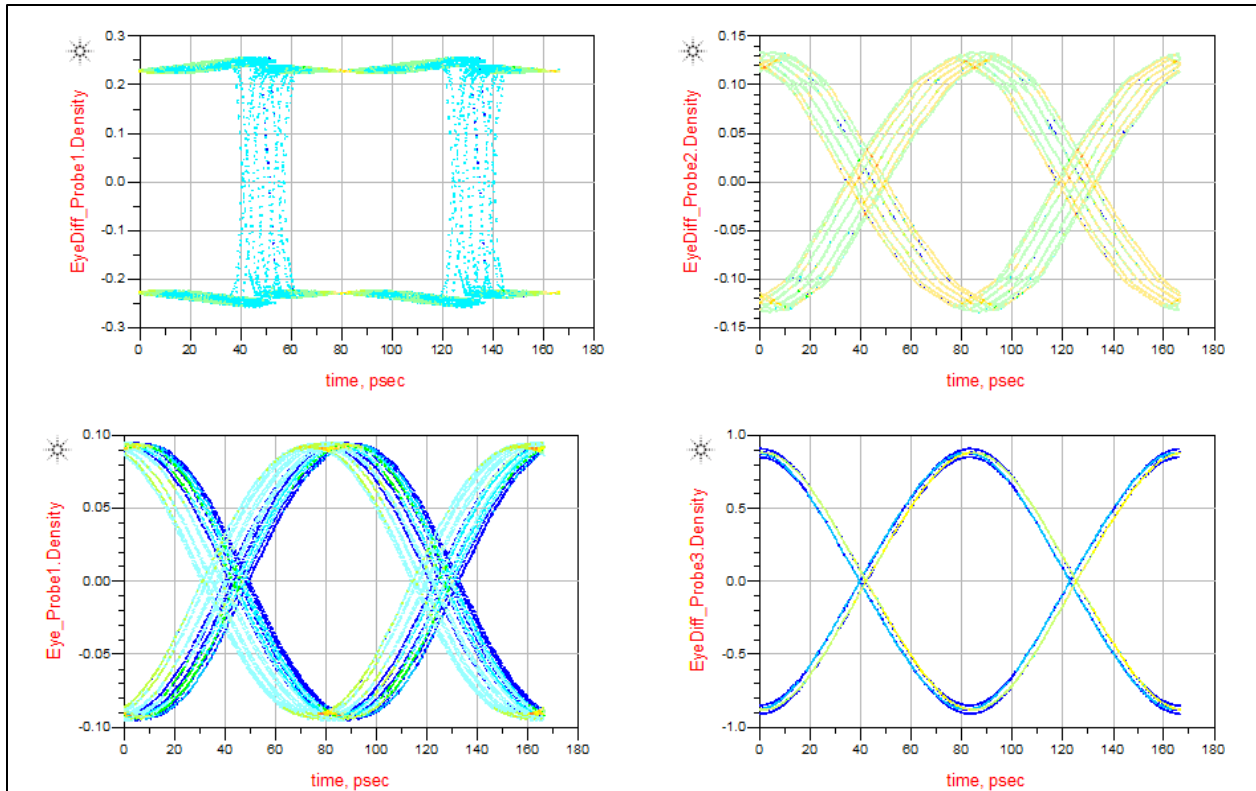 0.3
0.2
0.1
0.0
-0.1
-0.2
-0.3
EyeDiff_Probe1.Density
0 20 40 60 80 100 120 140 160 180
time, psec
0.15
0.10
0.05
0.00
-0.05
-0.10
-0.15
EyeDiff_Probe2.Density
0 20 40 60 80 100 120 140 160 180
time, psec
0.10
0.05
0.00
-0.05
-0.10
Eye_Probe1.Density
0 20 40 60 80 100 120 140 160 180
time, psec
1.0
0.5
0.0
-0.5
-1.0
EyeDiff_Probe3.Density
0 20 40 60 80 100 120 140 160 180
time, psec